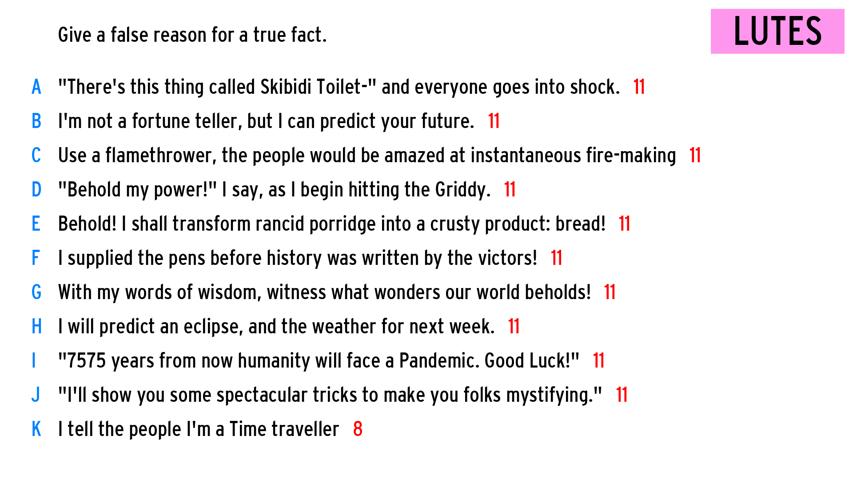 Give a false reason for a true fact.
LUTES
A "There's this thing called Skibidi Toilet-" and everyone goes into shock. 11
B I'm not a fortune teller, but I can predict your future. 11
C Use a flamethrower, the people would be amazed at instantaneous fire-making 11
D "Behold my power!" I say, as I begin hitting the Griddy. 11
E Behold! I shall transform rancid porridge into a crusty product: bread! 11
F I supplied the pens before history was written by the victors! 11
G With my words of wisdom, witness what wonders our world beholds! 11
H I will predict an eclipse, and the weather for next week. 11
I "7575 years from now humanity will face a Pandemic. Good Luck!" 11
J "I'll show you some spectacular tricks to make you folks mystifying." 11
K I tell the people I'm a Time traveller 8